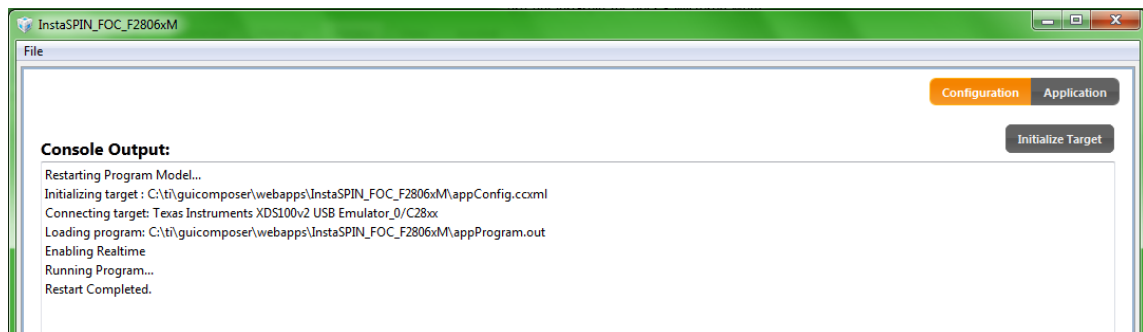 InstaSPIN_FOC_F2806xM
File
Configuration Application
Initialize Target
Console Output:
Restarting Program Model...
Initializing target : C:\ti\guicomposer\webapps\InstaSPIN_FOC_F2806xM\appConfig.ccxml
Connecting target: Texas Instruments XDS100v2 USB Emulator_0/C28xx
Loading program: C:\ti\guicomposer\webapps\InstaSPIN_FOC_F2806xM\appProgram.out
Enabling Realtime
Running Program...
Restart Completed.